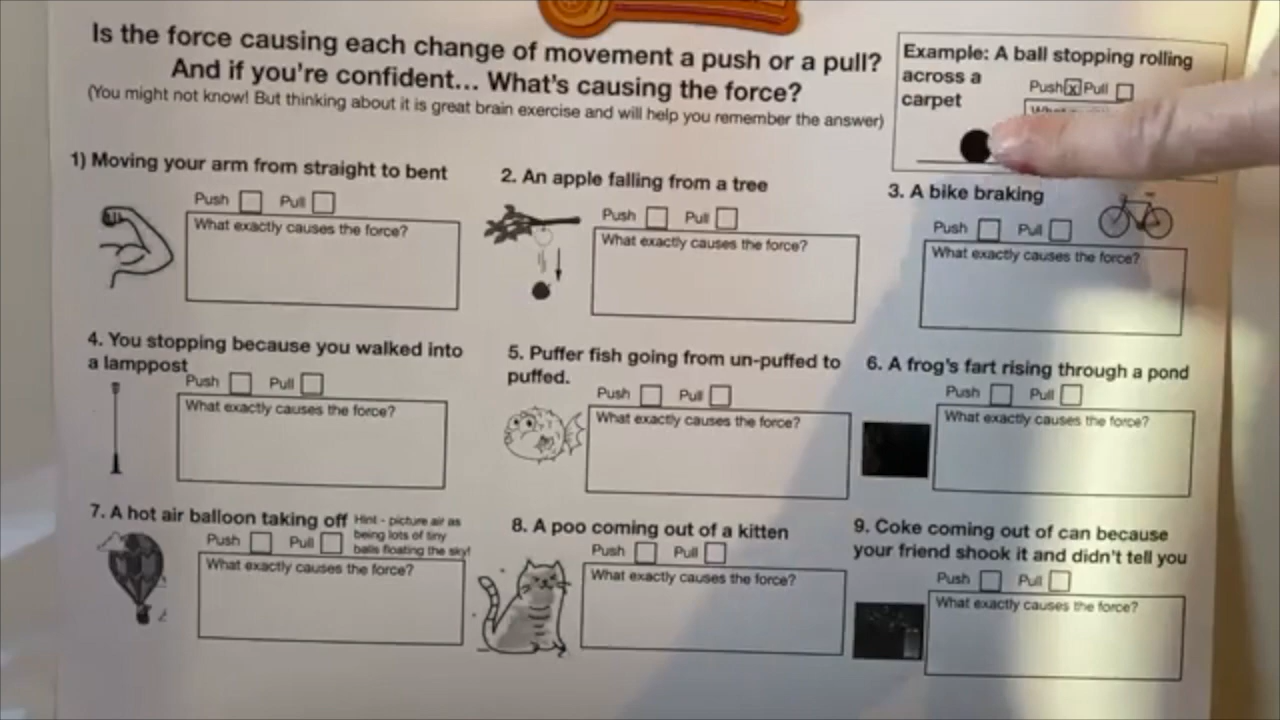 Is the force causing each change of movement a push or a pull?
And if you're confident... What's causing the force?
(You might not know! But thinking about it is great brain exercise and will help you remember the answer)
Example: A ball stopping rolling
across a
carpet
Push x Pull
1) Moving your arm from straight to bent
Push Pull
What exactly causes the force?
2. An apple falling from a tree
Push Pull
What exactly causes the force?
3. A bike braking
Push Pull
What exactly causes the force?
4. You stopping because you walked into
a lamppost
Push Pull
What exactly causes the force?
5. Puffer fish going from un-puffed to
puffed.
Push Pull
What exactly causes the force?
6. A frog's fart rising through a pond
Push Pull
What exactly causes the force?
7. A hot air balloon taking off
Hint - picture air as
being lots of tiny
balls floating the sky!
Push Pull
What exactly causes the force?
8. A poo coming out of a kitten
Push Pull
What exactly causes the force?
9. Coke coming out of can because
your friend shook it and didn't tell you
Push Pull
What exactly causes the force?